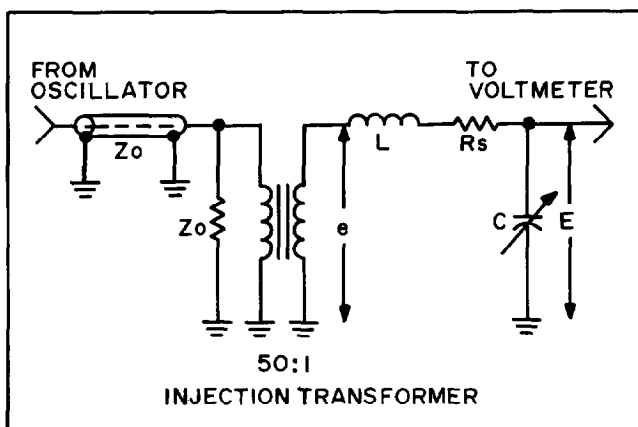 FROM
OSCILLATOR
Zo
Zo
e
L
Rs
TO
VOLTMETER
C
E
50:1
INJECTION TRANSFORMER